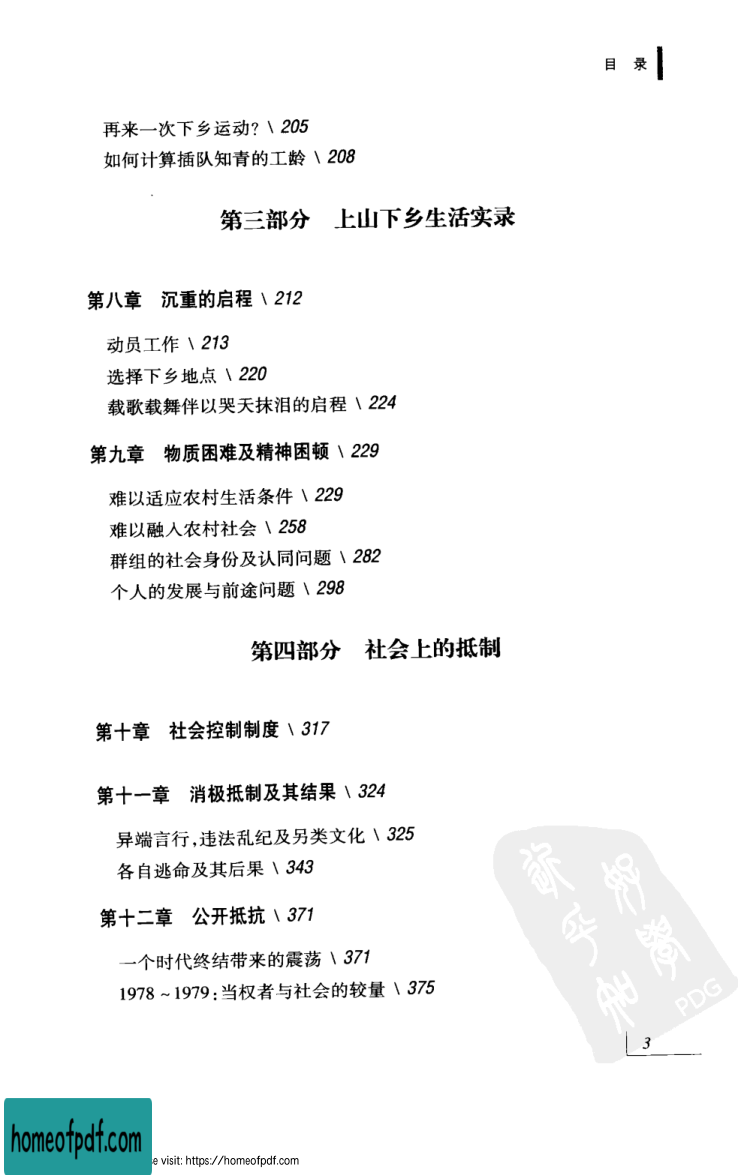 目 录
再来一次下乡运动? \ 205
如何计算插队知青的工龄 \ 208
第三部分 上山下乡生活实录
第八章 沉重的启程 \ 212
动员工作 \ 213
选择下乡地点 \ 220
载歌载舞伴以哭天抹泪的启程 \ 224
第九章 物质困难及精神困顿 \ 229
难以适应农村生活条件 \ 229
难以融入农村社会 \ 258
群组的社会身份及认同问题 \ 282
个人的发展与前途问题 \ 298
第四部分 社会上的抵制
第十章 社会控制制度 \ 317
第十一章 消极抵制及其结果 \ 324
异端言行,违法乱纪及另类文化 \ 325
各自逃命及其后果 \ 343
第十二章 公开抵抗 \ 371
一个时代终结带来的震荡 \ 371
1978～1979:当权者与社会的较量 \ 375
PDG
3
homeofpdf.com
se visit: https://homeofpdf.com